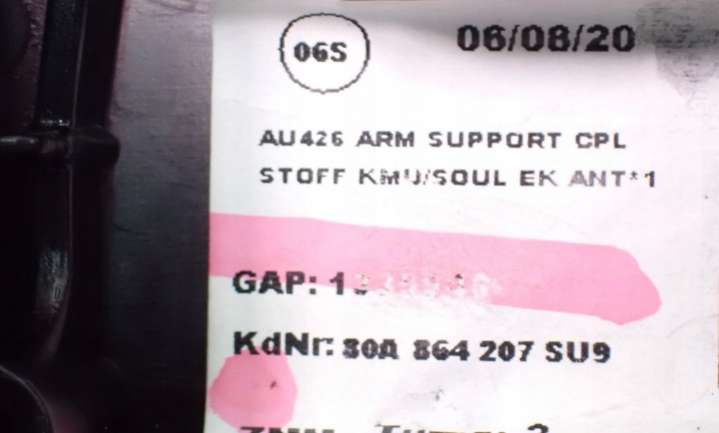 06S
06/08/20
AU426 ARM SUPPORT CPL
STOFF KMU/SOUL EK ANT*1
GAP:
KdNr: 80A 864 207 SU9